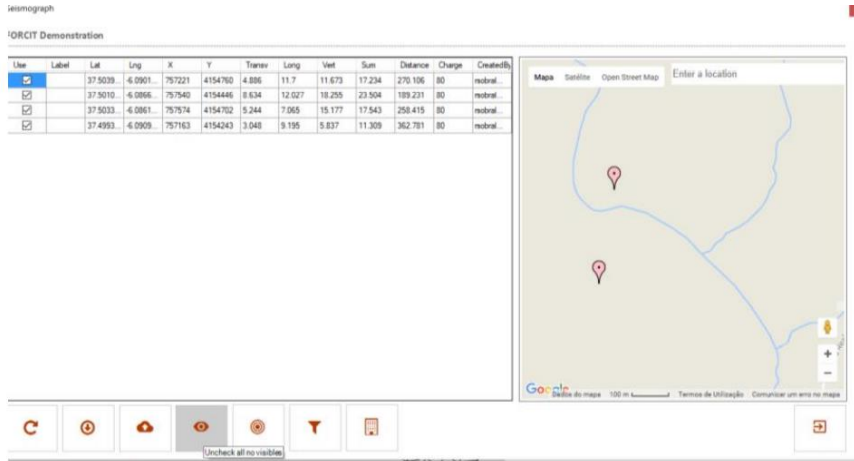 Seismograph
FORCIT Demonstration
Use Label Lat Lng X Y Transv Long Vert Sum Distance Charge CreatedBy
37.5039... -6.0901... 757221 4154760 4.886 11.7 11.673 17.234 270.106 80 mobral...
37.5010... -6.0866... 757540 4154446 8.634 12.027 18.255 23.504 189.231 80 mobral...
37.5033... -6.0861... 757574 4154702 5.244 7.065 15.177 17.543 258.415 80 mobral...
37.4993... -6.0909... 757163 4154243 3.048 9.195 5.837 11.309 362.781 80 mobral...
Mapa Satélite Open Street Map Enter a location
Google Dados do mapa 100 m Termos de Utilização Comunicar um erro no mapa
Uncheck all no visibles